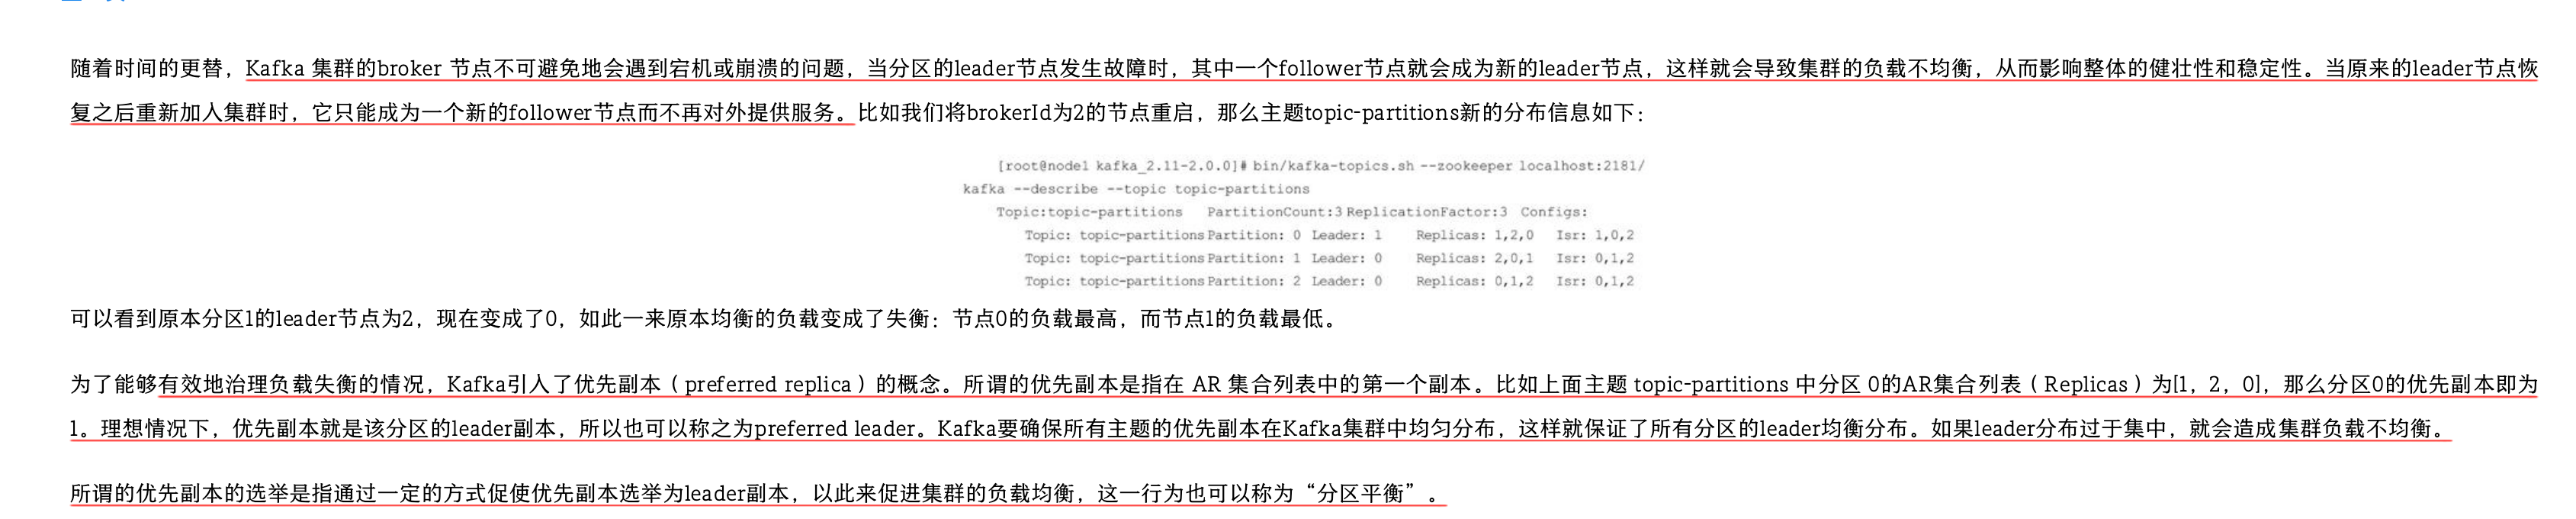 随着时间的更替，Kafka 集群的broker 节点不可避免地会遇到宕机或崩溃的问题，当分区的leader节点发生故障时，其中一个follower节点就会成为新的leader节点，这样就会导致集群的负载不均衡，从而影响整体的健壮性和稳定性。当原来的leader节点恢
复之后重新加入集群时，它只能成为一个新的follower节点而不再对外提供服务。比如我们将brokerId为2的节点重启，那么主题topic-partitions新的分布信息如下：
[root@node1 kafka_2.11-2.0.0]# bin/kafka-topics.sh --zookeeper localhost:2181/
kafka --describe --topic topic-partitions
Topic:topic-partitions PartitionCount:3 ReplicationFactor:3 Configs:
Topic: topic-partitions Partition: 0 Leader: 1 Replicas: 1,2,0 Isr: 1,0,2
Topic: topic-partitions Partition: 1 Leader: 0 Replicas: 2,0,1 Isr: 0,1,2
Topic: topic-partitions Partition: 2 Leader: 0 Replicas: 0,1,2 Isr: 0,1,2
可以看到原本分区1的leader节点为2，现在变成了0，如此一来原本均衡的负载变成了失衡：节点0的负载最高，而节点1的负载最低。
为了能够有效地治理负载失衡的情况，Kafka引入了优先副本（preferred replica）的概念。所谓的优先副本是指在 AR 集合列表中的第一个副本。比如上面主题 topic-partitions 中分区 0的AR集合列表（Replicas）为[1，2，0]，那么分区0的优先副本即为
1。理想情况下，优先副本就是该分区的leader副本，所以也可以称之为preferred leader。Kafka要确保所有主题的优先副本在Kafka集群中均匀分布，这样就保证了所有分区的leader均衡分布。如果leader分布过于集中，就会造成集群负载不均衡。
所谓的优先副本的选举是指通过一定的方式促使优先副本选举为leader副本，以此来促进集群的负载均衡，这一行为也可以称为“分区平衡”。